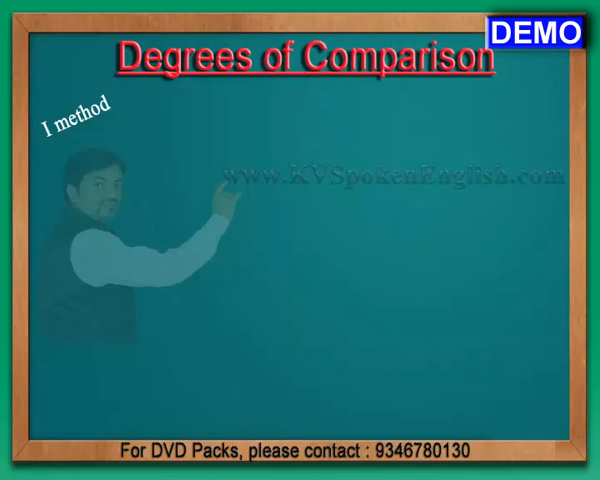 DEMO
Degrees of Comparison
I method
www.KVSpokenEnglish.com
For DVD Packs, please contact : 9346780130